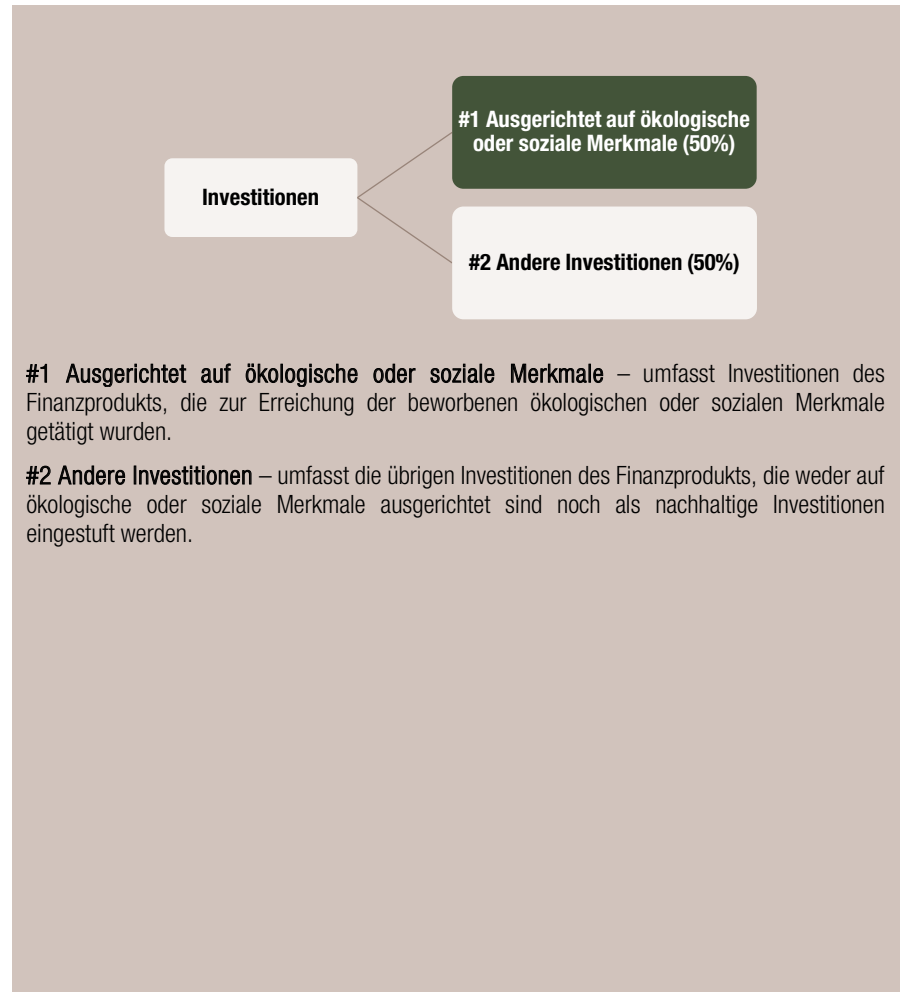 #1 Ausgerichtet auf ökologische
oder soziale Merkmale (50%)
Investitionen
#2 Andere Investitionen (50%)
#1 Ausgerichtet auf ökologische oder soziale Merkmale – umfasst Investitionen des
Finanzprodukts, die zur Erreichung der beworbenen ökologischen oder sozialen Merkmale
getätigt wurden.
#2 Andere Investitionen – umfasst die übrigen Investitionen des Finanzprodukts, die weder auf
ökologische oder soziale Merkmale ausgerichtet sind noch als nachhaltige Investitionen
eingestuft werden.